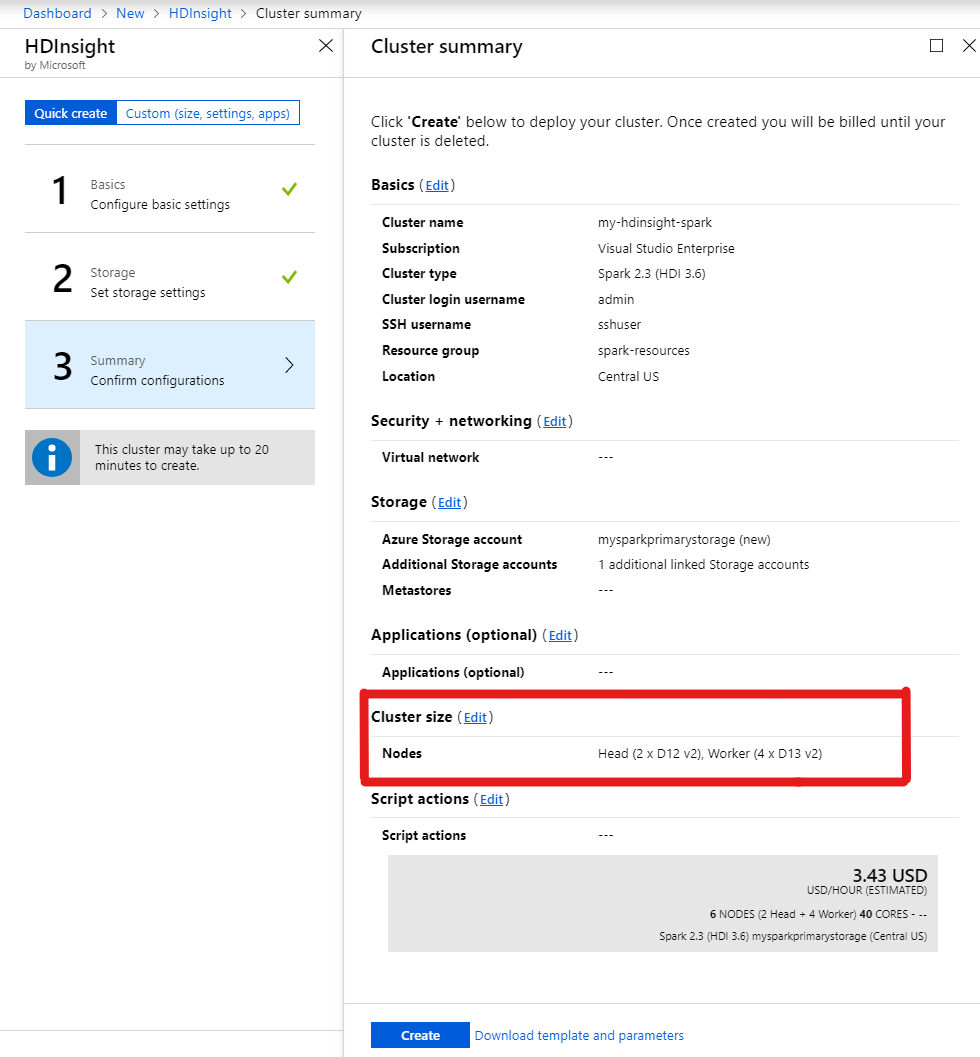 Dashboard > New > HDInsight > Cluster summary
HDInsight
by Microsoft
Quick create
Custom (size, settings, apps)
1
Basics
Configure basic settings
2
Storage
Set storage settings
3
Summary
Confirm configurations
This cluster may take up to 20
minutes to create.
Cluster summary
Click 'Create' below to deploy your cluster. Once created you will be billed until your
cluster is deleted.
Basics (Edit)
Cluster name my-hdinsight-spark
Subscription Visual Studio Enterprise
Cluster type Spark 2.3 (HDI 3.6)
Cluster login username admin
SSH username sshuser
Resource group spark-resources
Location Central US
Security + networking (Edit)
Virtual network ---
Storage (Edit)
Azure Storage account mysparkprimarystorage (new)
Additional Storage accounts 1 additional linked Storage accounts
Metastores ---
Applications (optional) (Edit)
Applications (optional) ---
Cluster size (Edit)
Nodes Head (2 x D12 v2), Worker (4 x D13 v2)
Script actions (Edit)
Script actions ---
3.43 USD
USD/HOUR (ESTIMATED)
6 NODES (2 Head + 4 Worker) 40 CORES - --
Spark 2.3 (HDI 3.6) mysparkprimarystorage (Central US)
Create
Download template and parameters